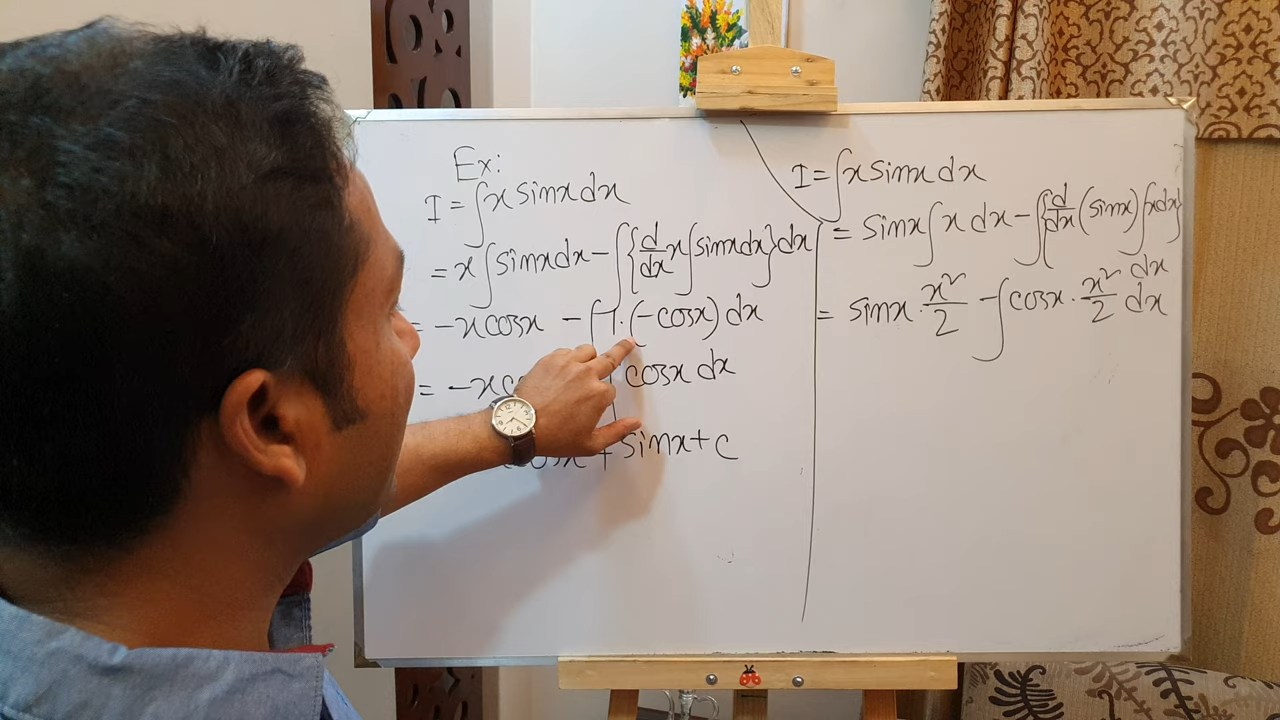 Ex:
I = ∫ x sinx dx
= x ∫ sinx dx − ∫ { d/dx x ∫ sinx dx } dx
= −x cosx − ∫ 1·(−cosx) dx
= −x cosx dx
cosx + sinx + c
I = ∫ x sinx dx
= sinx ∫ x dx − ∫ { d/dx (sinx) ∫ x dx }
dx
= sinx · x²/2 − ∫ cosx · x²/2 dx